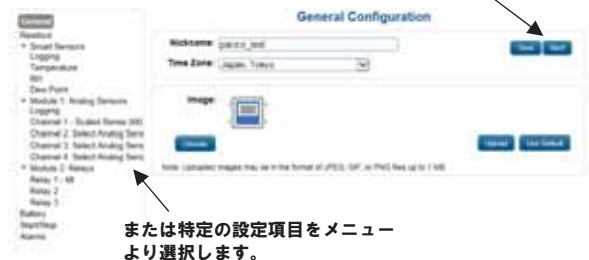 General Configuration
General
Readout
Smart Sensors
Logging
Temperature
RH
Dew Point
Module 1: Analog Sensors
Logging
Channel 1 - Scaled Series
Channel 2: Select Analog Sens
Channel 3: Select Analog Sens
Channel 4: Select Analog Sens
Module 2: Relays
Relay 1 - M
Relay 2
Relay 3
Battery
Start/Stop
Alarms
Nickname:
Time Zone: Japan, Tokyo
Save Next
Image:
Upload Use Default
Note: Uploaded images may be in the format of JPEG, GIF, or PNG files up to 1 MB
または特定の設定項目をメニュー
より選択します。